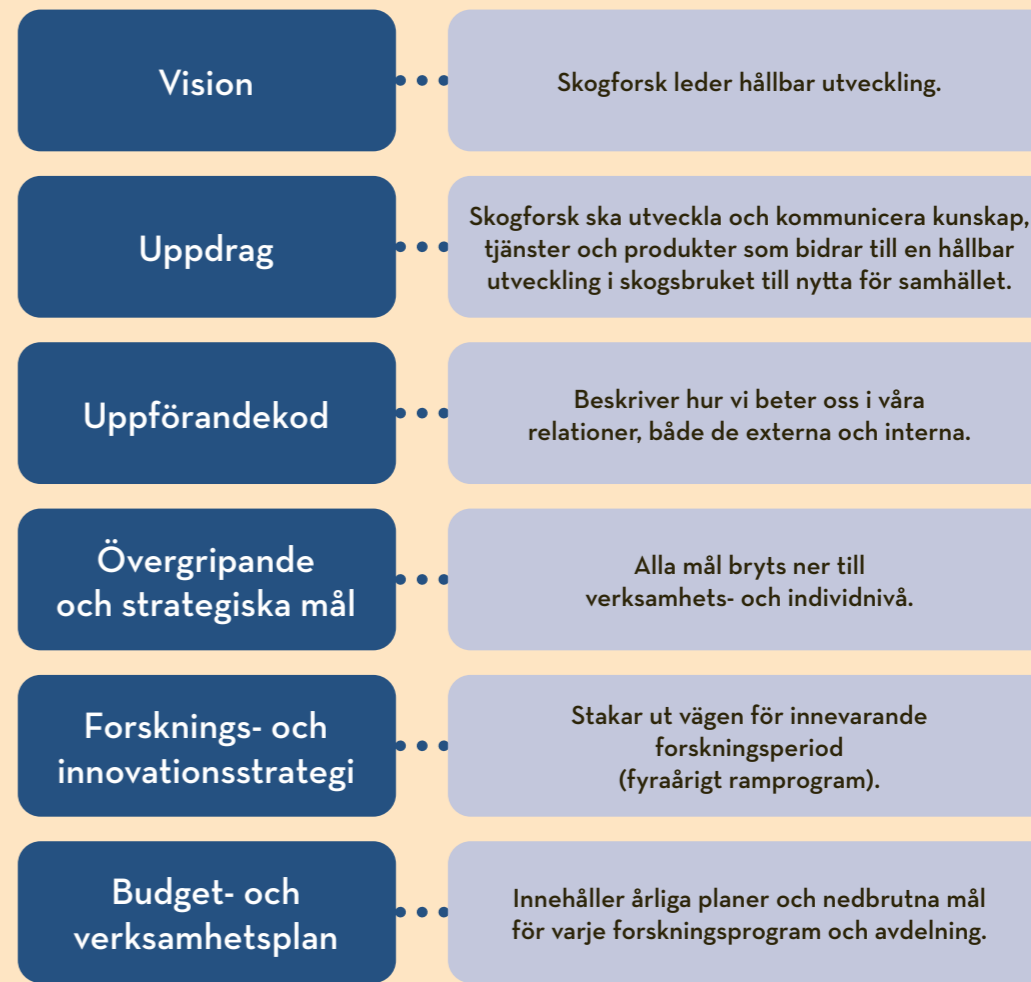 Vision
Skogforsk leder hållbar utveckling.
Uppdrag
Skogforsk ska utveckla och kommunicera kunskap,
tjänster och produkter som bidrar till en hållbar
utveckling i skogsbruket till nytta för samhället.
Uppförandekod
Beskriver hur vi beter oss i våra
relationer, både de externa och interna.
Övergripande
och strategiska mål
Alla mål bryts ner till
verksamhets- och individnivå.
Forsknings- och
innovationsstrategi
Stakar ut vägen för innevarande
forskningsperiod
(fyraårigt ramprogram).
Budget- och
verksamhetsplan
Innehåller årliga planer och nedbrutna mål
för varje forskningsprogram och avdelning.